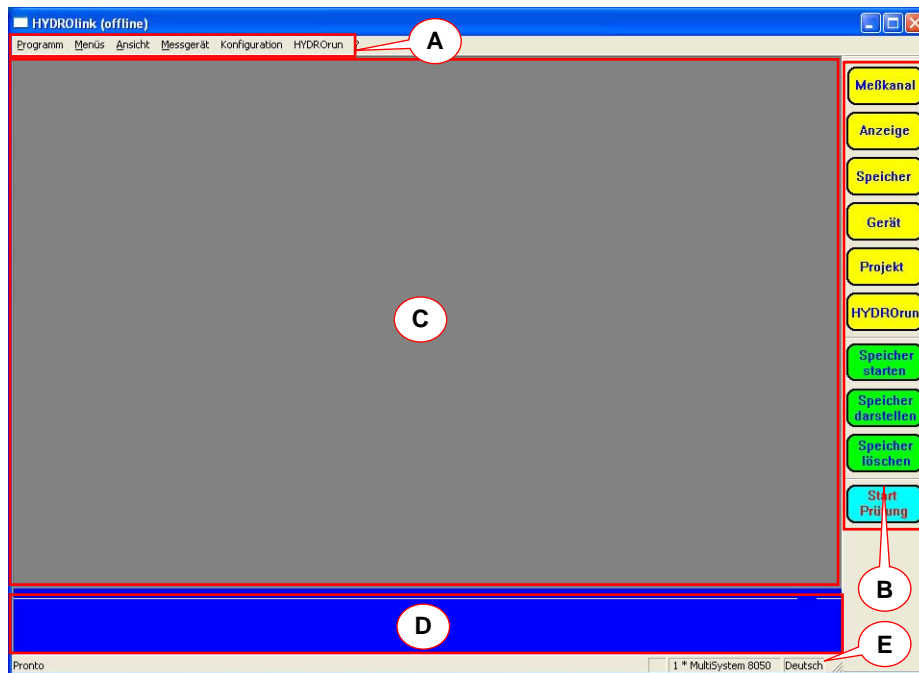 HYDROlink (offline)
Programm Menüs Ansicht Messgerät Konfiguration HYDROrun ?
A
Meßkanal
Anzeige
Speicher
Gerät
Projekt
HYDROrun
Speicher
starten
Speicher
darstellen
Speicher
löschen
Start
Prüfung
C
B
D
E
Pronto
1 * MultiSystem 8050 Deutsch